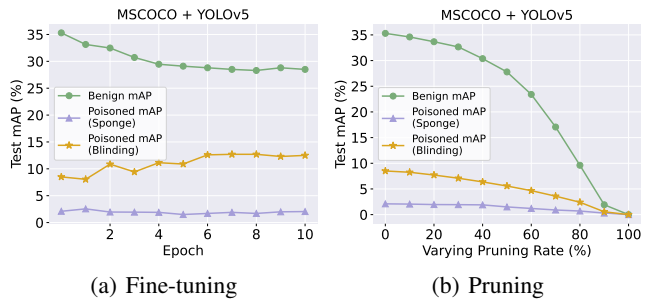 MSCOCO + YOLOv5
35
30
25
20
15
10
5
0
Test mAP (%)
Benign mAP
Poisoned mAP
(Sponge)
Poisoned mAP
(Blinding)
2 4 6 8 10
Epoch
(a) Fine-tuning
MSCOCO + YOLOv5
35
30
25
20
15
10
5
0
Test mAP (%)
Benign mAP
Poisoned mAP
(Sponge)
Poisoned mAP
(Blinding)
0 20 40 60 80 100
Varying Pruning Rate (%)
(b) Pruning